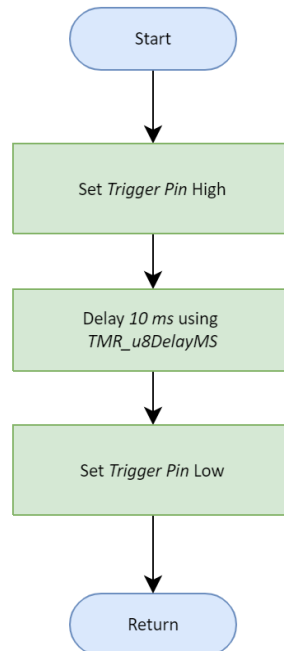 Start
Set Trigger Pin High
Delay 10 ms using
TMR_u8DelayMS
Set Trigger Pin Low
Return